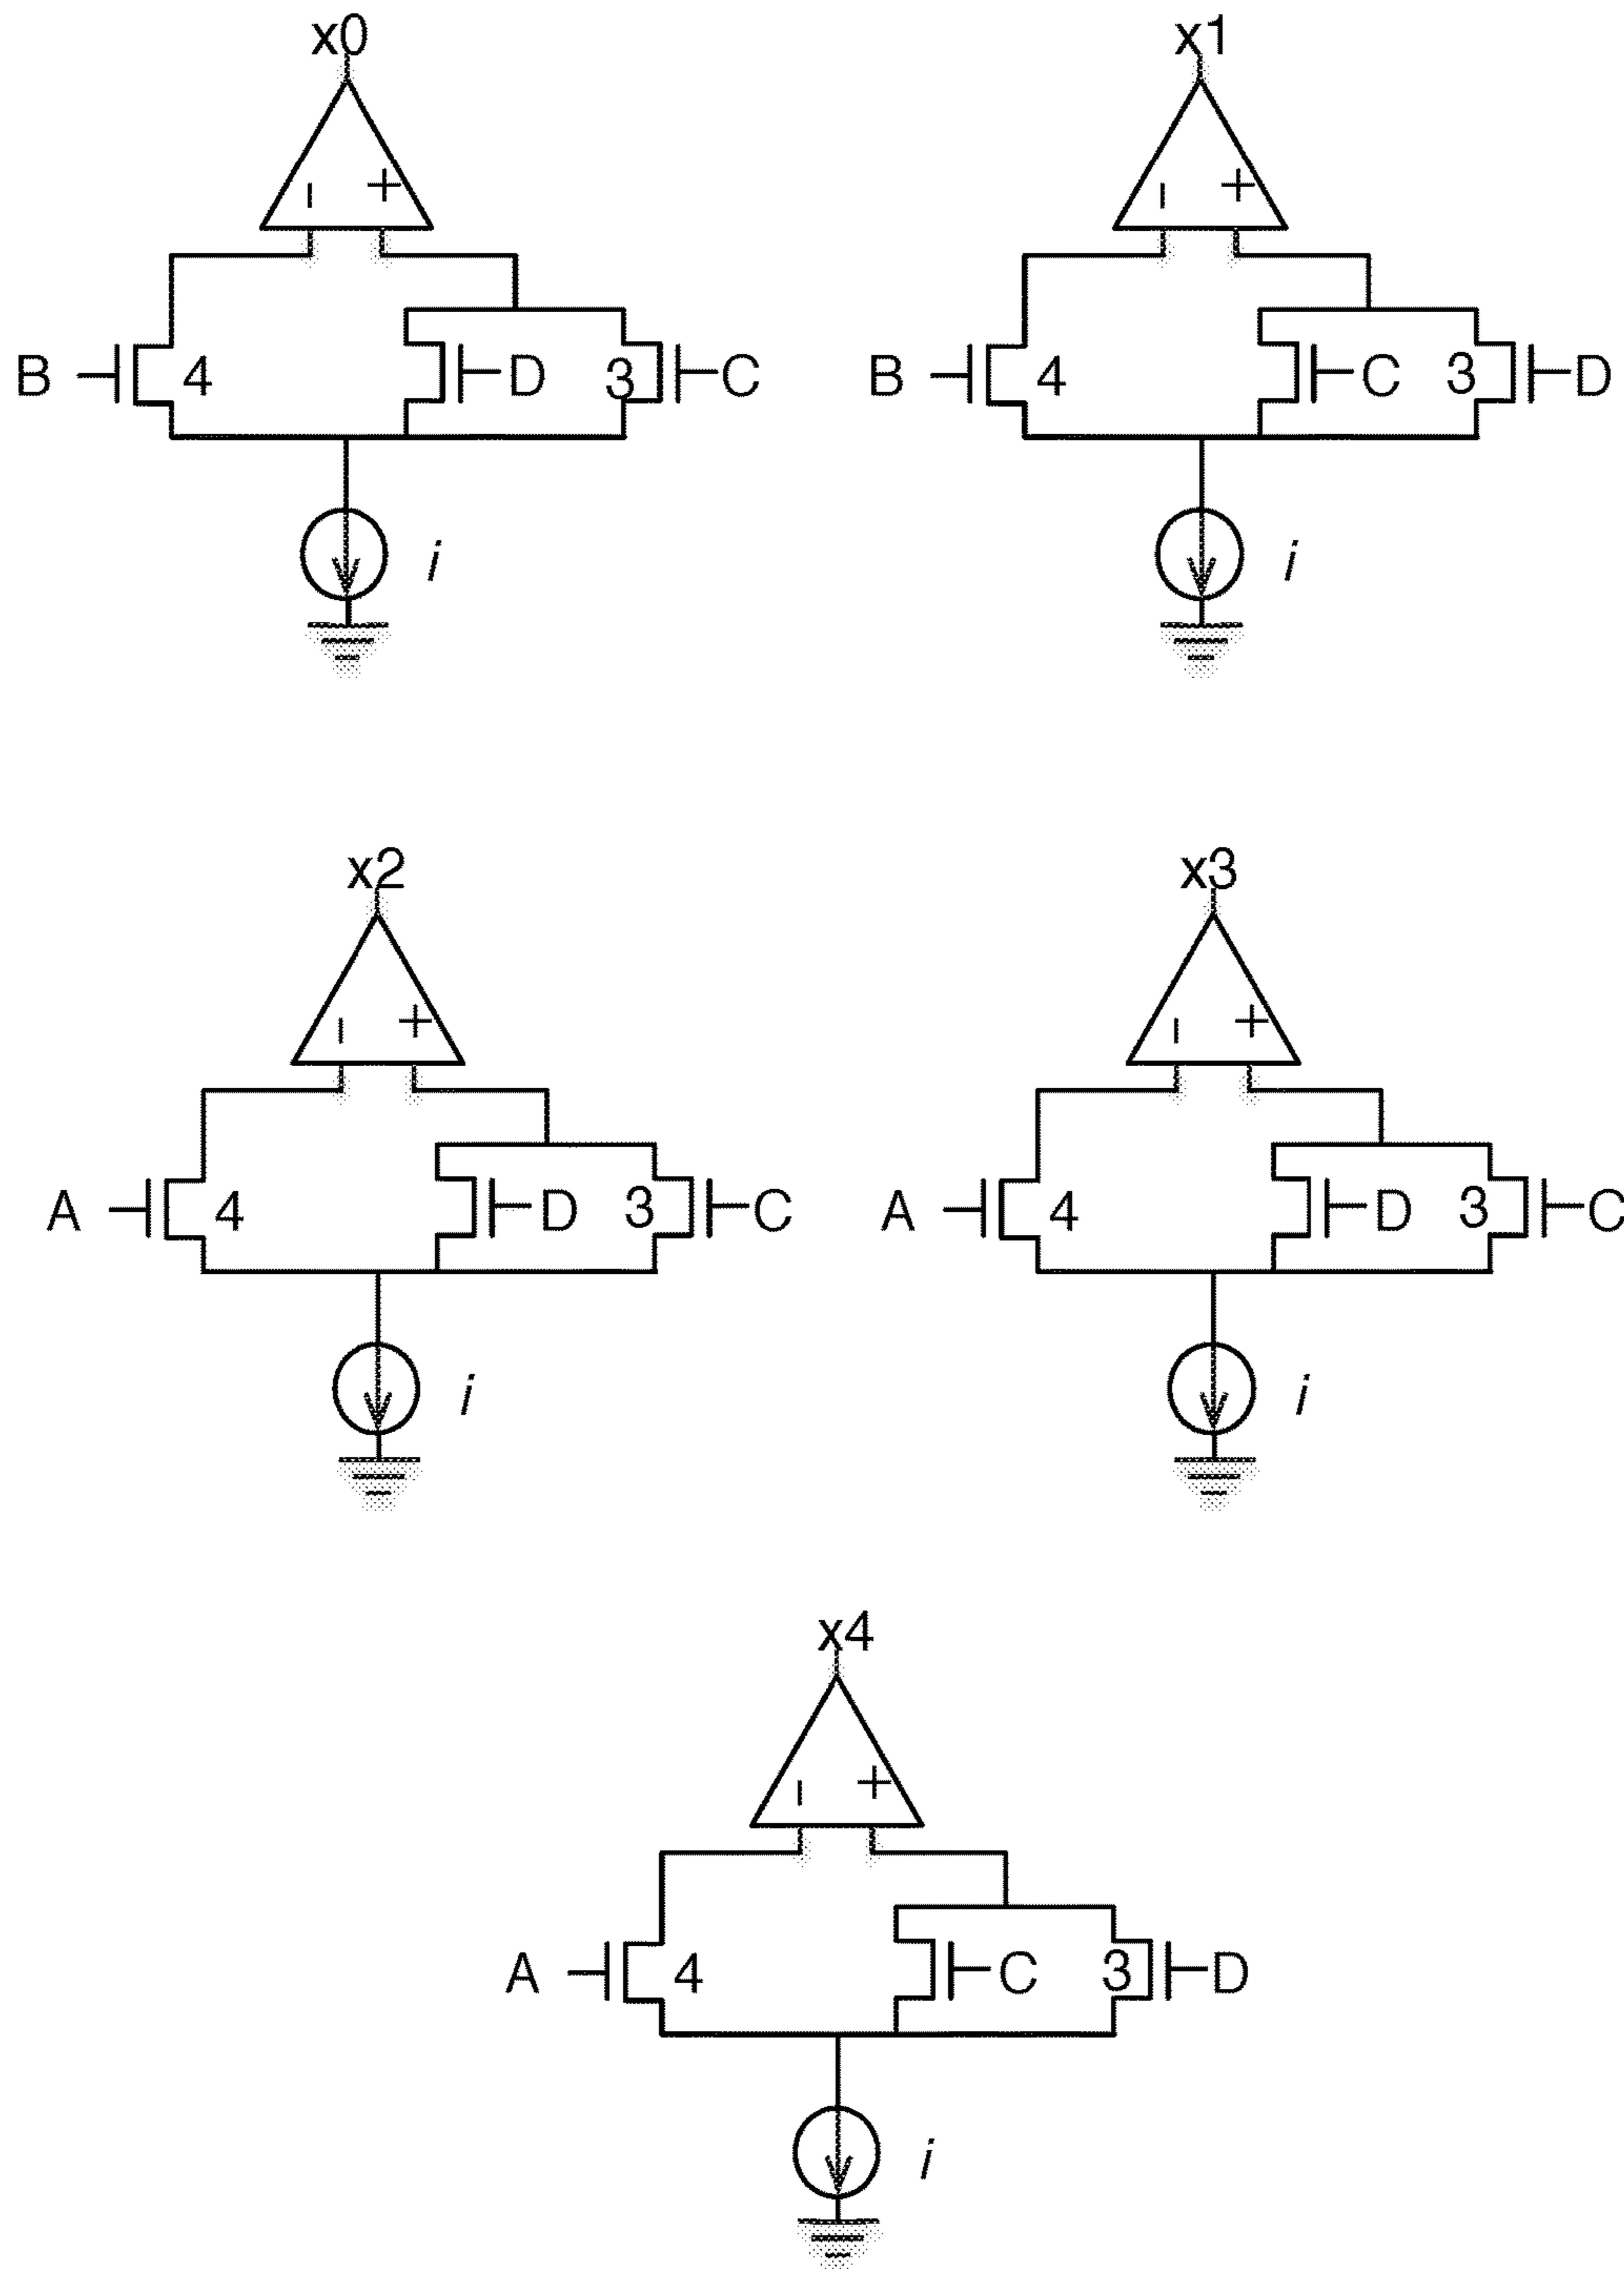 x0 x1
− + − +
B 4 D 3 C B 4 C 3 D
i i
x2 x3
− + − +
A 4 D 3 C A 4 D 3 C
i i
x4
− +
A 4 C 3 D
i